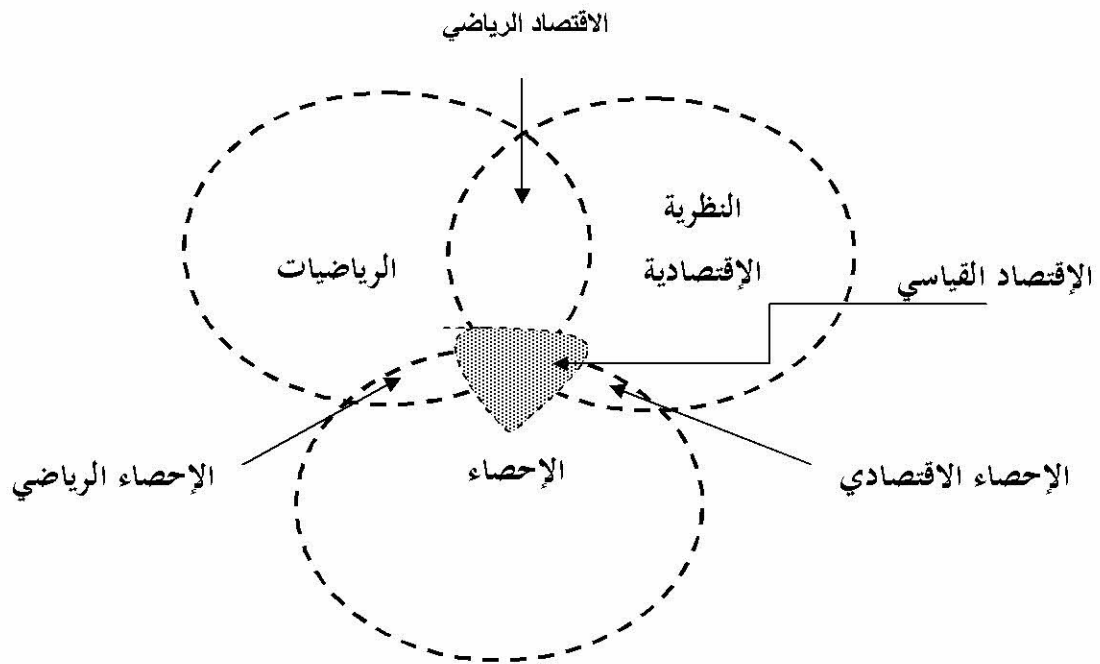 الاقتصاد الرياضي
النظرية
الإقتصادية
الرياضيات
الإقتصاد القياسي
الإحصاء الاقتصادي
الإحصاء
الإحصاء الرياضي